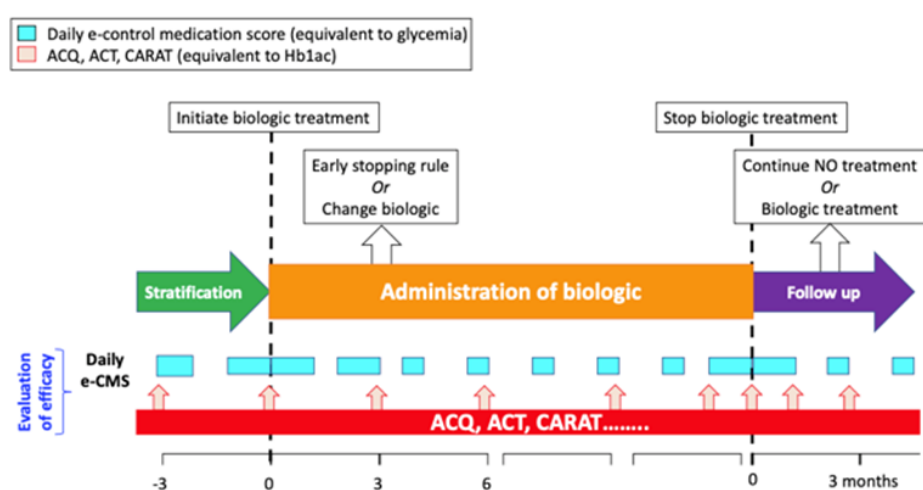 Daily e-control medication score (equivalent to glycemia)
ACQ, ACT, CARAT (equivalent to Hb1ac)
Initiate biologic treatment
Stop biologic treatment
Early stopping rule
Or
Change biologic
Continue NO treatment
Or
Biologic treatment
Stratification
Administration of biologic
Follow up
Evaluation
of efficacy
Daily
e-CMS
ACQ, ACT, CARAT........
-3 0 3 6 0 3 months